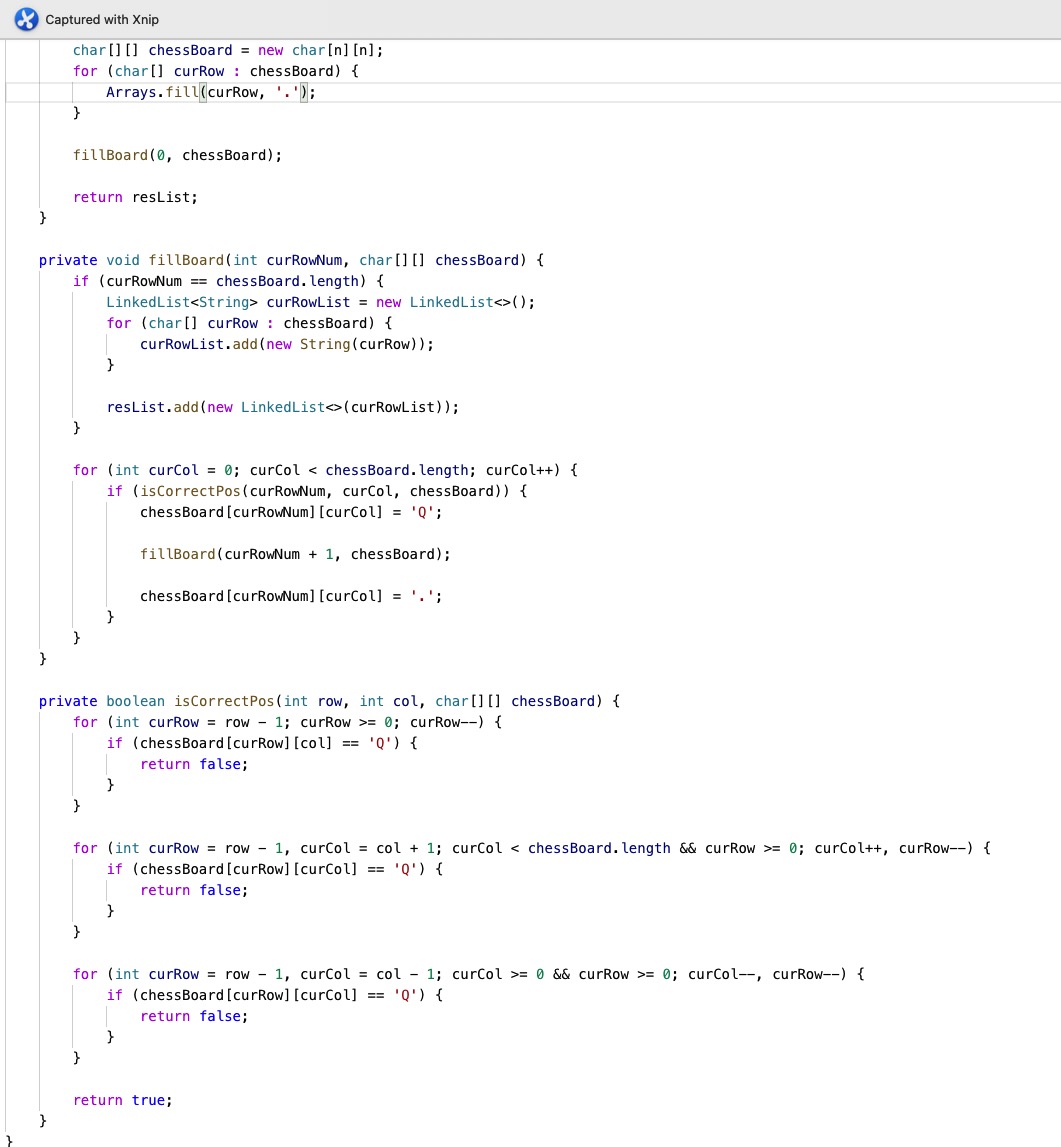 Captured with Xnip
char[][] chessBoard = new char[n][n];
for (char[] curRow : chessBoard) {
Arrays.fill(curRow, '.');
}
fillBoard(0, chessBoard);
return resList;
}
private void fillBoard(int curRowNum, char[][] chessBoard) {
if (curRowNum == chessBoard.length) {
LinkedList<String> curRowList = new LinkedList<>();
for (char[] curRow : chessBoard) {
curRowList.add(new String(curRow));
}
resList.add(new LinkedList<>(curRowList));
}
for (int curCol = 0; curCol < chessBoard.length; curCol++) {
if (isCorrectPos(curRowNum, curCol, chessBoard)) {
chessBoard[curRowNum][curCol] = 'Q';
fillBoard(curRowNum + 1, chessBoard);
chessBoard[curRowNum][curCol] = '.';
}
}
}
private boolean isCorrectPos(int row, int col, char[][] chessBoard) {
for (int curRow = row - 1; curRow >= 0; curRow--) {
if (chessBoard[curRow][col] == 'Q') {
return false;
}
}
for (int curRow = row - 1, curCol = col + 1; curCol < chessBoard.length && curRow >= 0; curCol++, curRow--) {
if (chessBoard[curRow][curCol] == 'Q') {
return false;
}
}
for (int curRow = row - 1, curCol = col - 1; curCol >= 0 && curRow >= 0; curCol--, curRow--) {
if (chessBoard[curRow][curCol] == 'Q') {
return false;
}
}
return true;
}
}